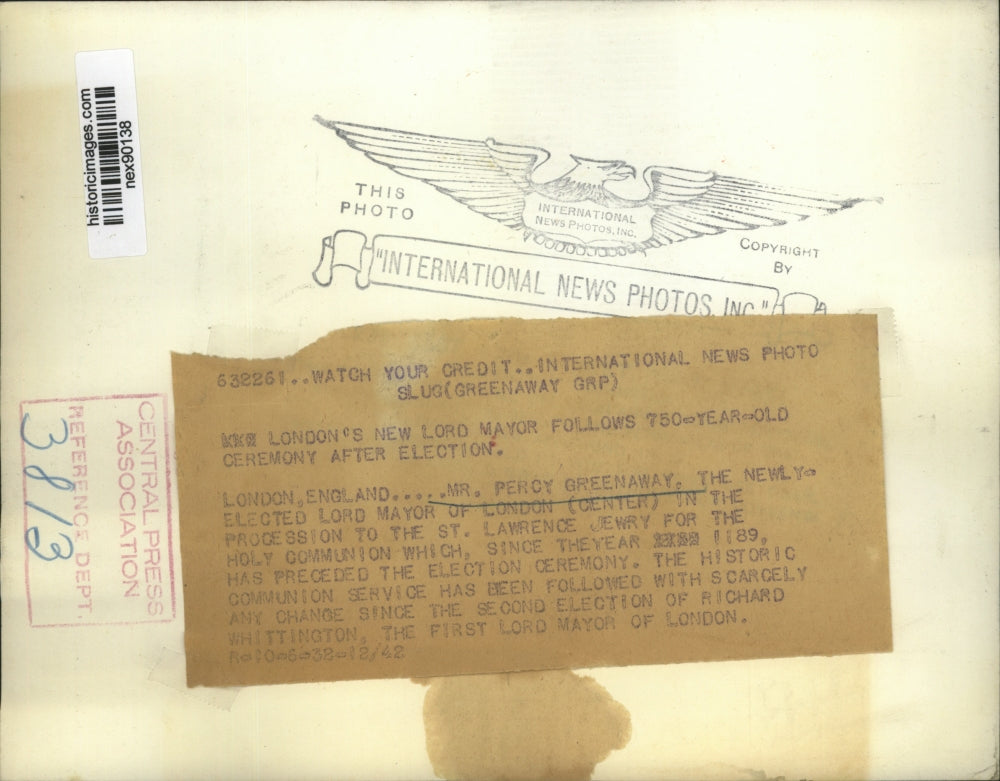 historicimages.com
nex90138
THIS
PHOTO
INTERNATIONAL
NEWS PHOTOS, INC.
COPYRIGHT
BY
"INTERNATIONAL NEWS PHOTOS, INC."
632261..WATCH YOUR CREDIT..INTERNATIONAL NEWS PHOTO
SLUG(GREENAWAY GRP)
LONDON'S NEW LORD MAYOR FOLLOWS 750-YEAR-OLD
CEREMONY AFTER ELECTION.
LONDON,ENGLAND.....MR. PERCY GREENAWAY, THE NEWLY-
ELECTED LORD MAYOR OF LONDON (CENTER) IN THE
PROCESSION TO THE ST. LAWRENCE JEWRY FOR THE
HOLY COMMUNION WHICH, SINCE THEYEAR 1189,
HAS PRECEDED THE ELECTION CEREMONY. THE HISTORIC
COMMUNION SERVICE HAS BEEN FOLLOWED WITH SCARCELY
ANY CHANGE SINCE THE SECOND ELECTION OF RICHARD
WHITTINGTON, THE FIRST LORD MAYOR OF LONDON.
R-10-6-32-12/42
CENTRAL PRESS
ASSOCIATION
REFERENCE DEPT.
3813